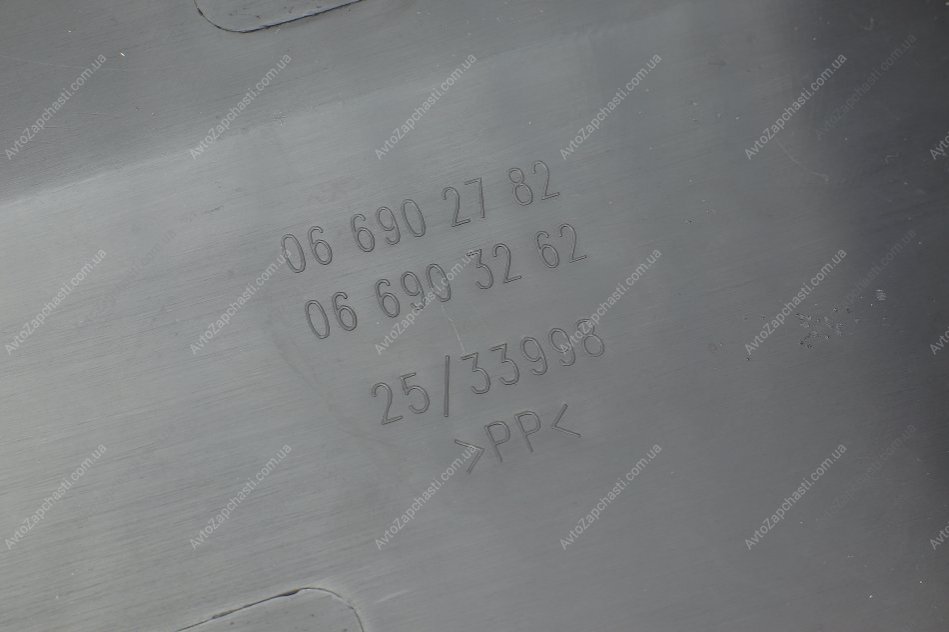 06 690 27 82
06 690 32 62
25/33998
>PP<
AvtoZapchasti.com.ua